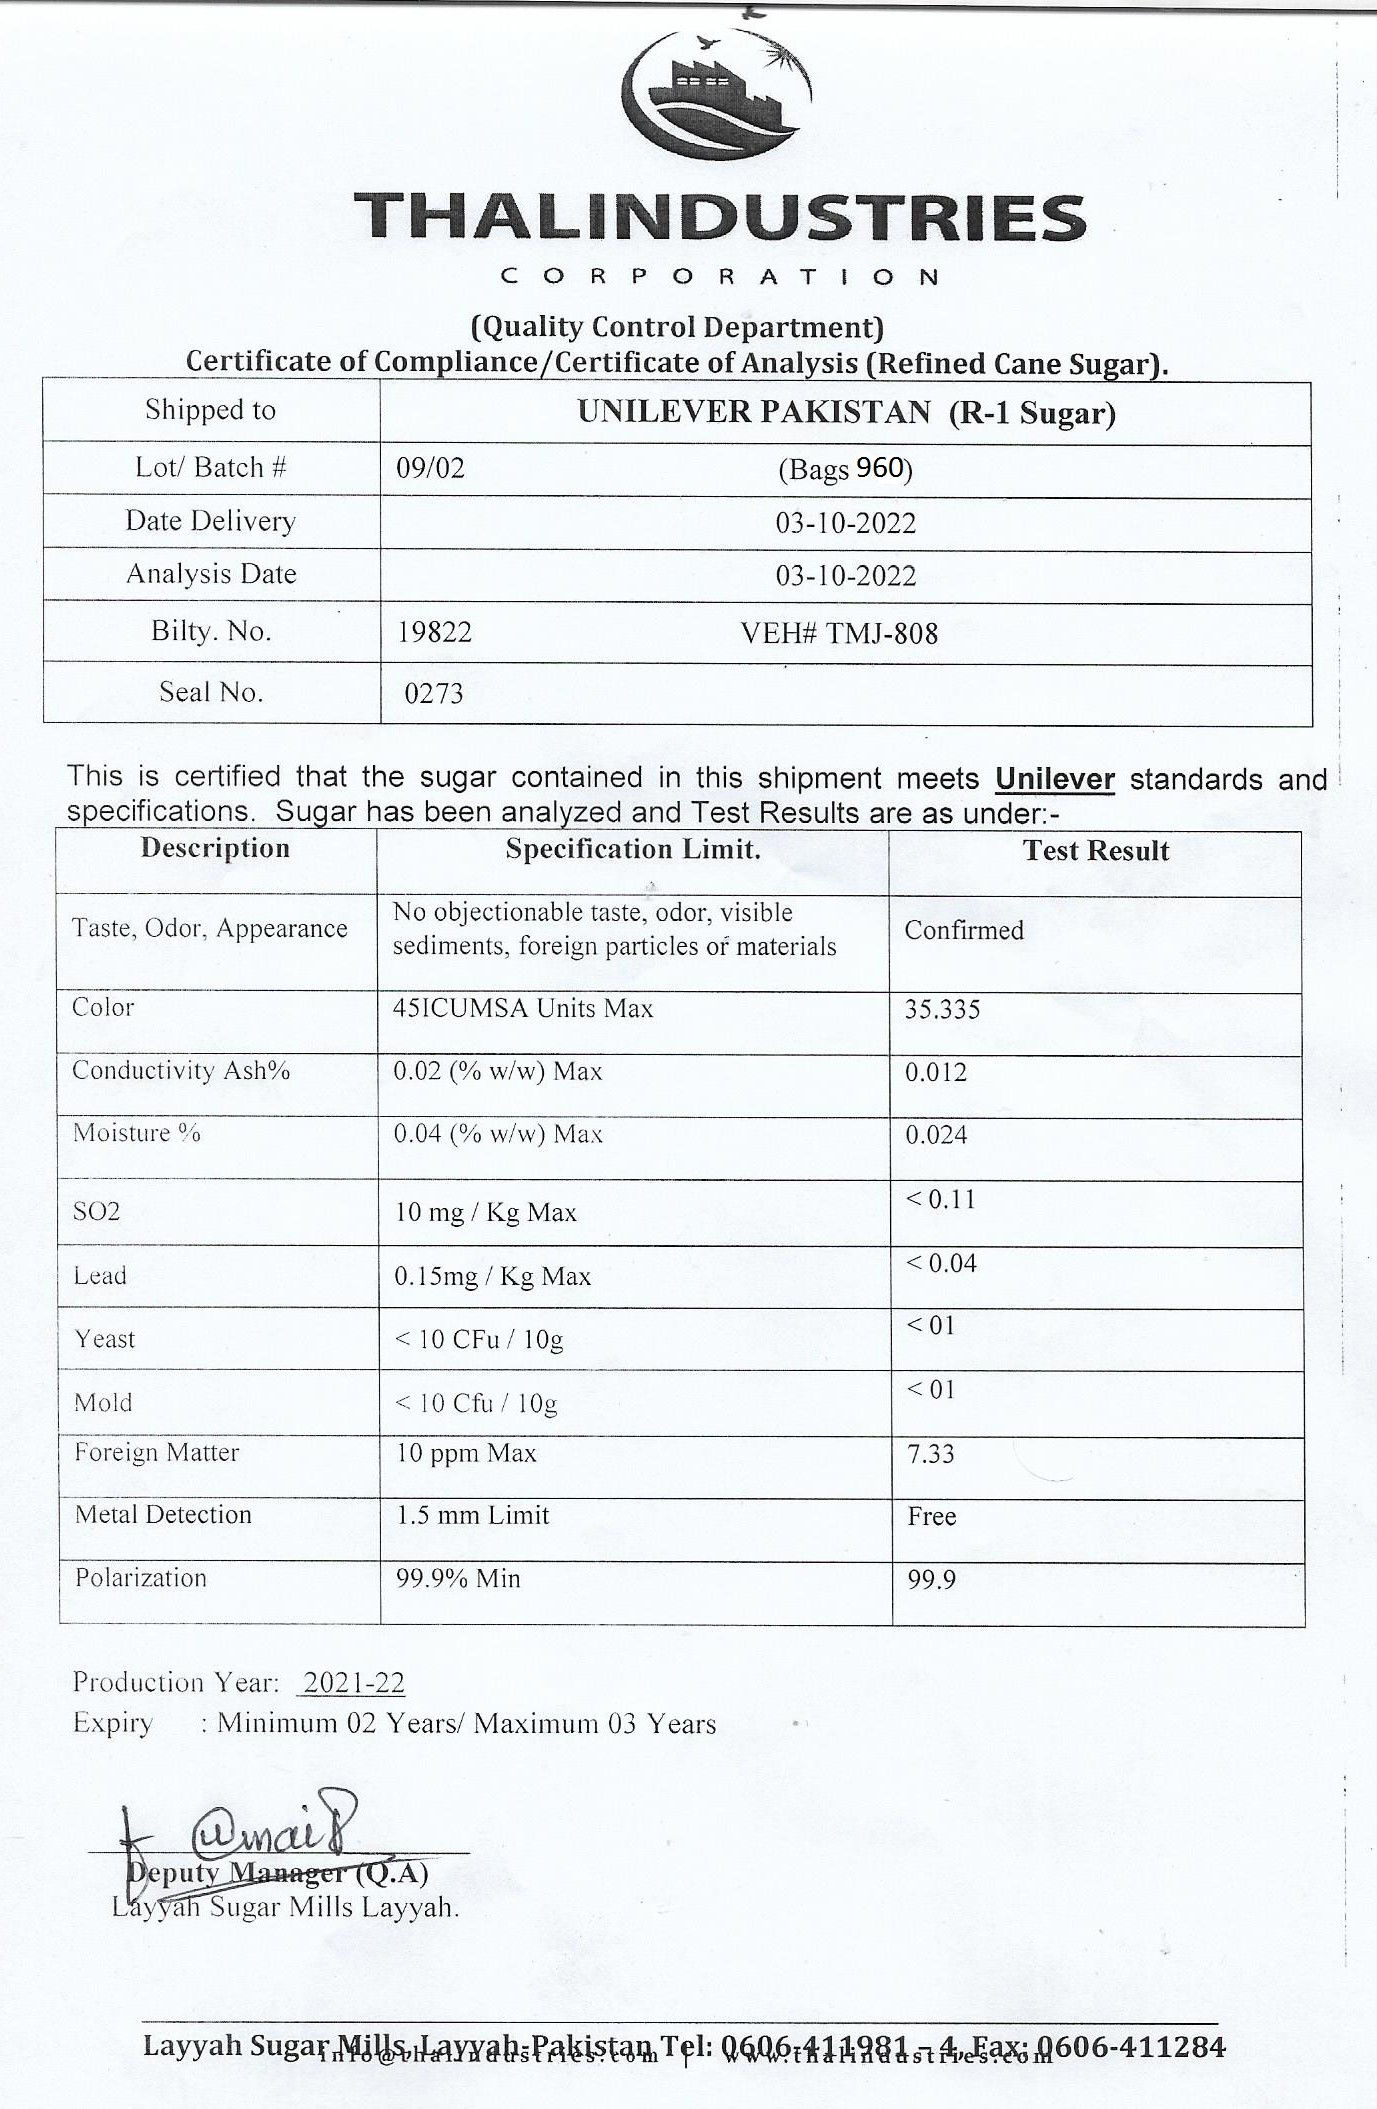 THALINDUSTRIES
CORPORATION
(Quality Control Department)
Certificate of Compliance/Certificate of Analysis (Refined Cane Sugar).
Shipped to UNILEVER PAKISTAN (R-1 Sugar)
Lot/ Batch # 09/02 (Bags 960)
Date Delivery 03-10-2022
Analysis Date 03-10-2022
Bilty. No. 19822 VEH# TMJ-808
Seal No. 0273
This is certified that the sugar contained in this shipment meets Unilever standards and
specifications. Sugar has been analyzed and Test Results are as under:-
Description Specification Limit. Test Result
Taste, Odor, Appearance No objectionable taste, odor, visible
sediments, foreign particles or materials Confirmed
Color 45ICUMSA Units Max 35.335
Conductivity Ash% 0.02 (% w/w) Max 0.012
Moisture % 0.04 (% w/w) Max 0.024
SO2 10 mg / Kg Max < 0.11
Lead 0.15mg / Kg Max < 0.04
Yeast < 10 CFu / 10g < 01
Mold < 10 Cfu / 10g < 01
Foreign Matter 10 ppm Max 7.33
Metal Detection 1.5 mm Limit Free
Polarization 99.9% Min 99.9
Production Year: 2021-22
Expiry : Minimum 02 Years/ Maximum 03 Years
Deputy Manager (Q.A)
Layyah Sugar Mills Layyah.
Layyah Sugar Mills, Layyah-Pakistan Tel: 0606-411981 – 4, Fax: 0606-411284
info@thalindustries.com | www.thalindustries.com